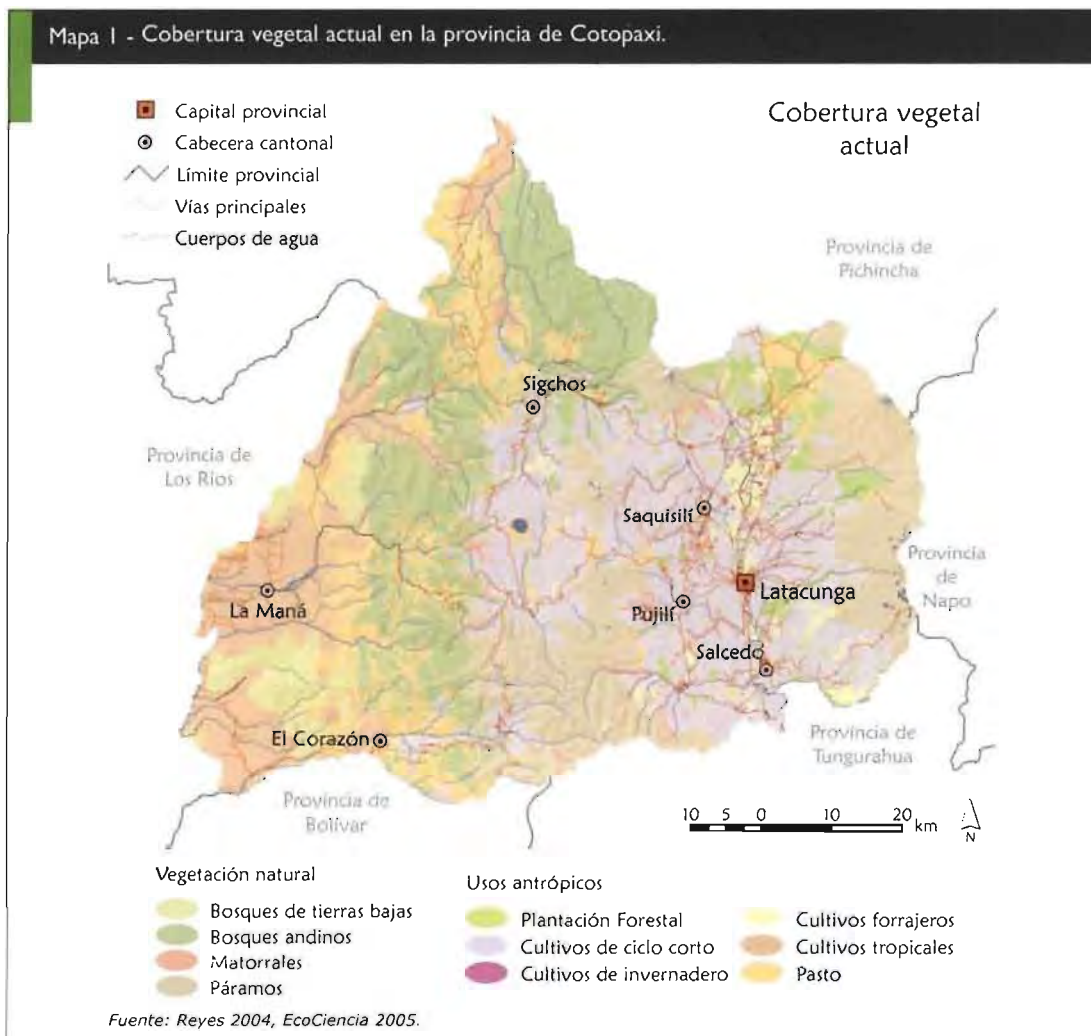 Mapa 1 - Cobertura vegetal actual en la provincia de Cotopaxi.
Capital provincial
Cabecera cantonal
Límite provincial
Vías principales
Cuerpos de agua
Cobertura vegetal
actual
Provincia de
Pichincha
Sigchos
Provincia de
Los Ríos
Saquisilí
Provincia
de
Napo
La Maná
Pujilí
Latacunga
Salcedo
El Corazón
Provincia de
Tungurahua
Provincia de
Bolívar
10 5 0 10 20 km
N
Vegetación natural
Bosques de tierras bajas
Bosques andinos
Matorrales
Páramos
Usos antrópicos
Plantación Forestal
Cultivos de ciclo corto
Cultivos de invernadero
Cultivos forrajeros
Cultivos tropicales
Pasto
Fuente: Reyes 2004, EcoCiencia 2005.